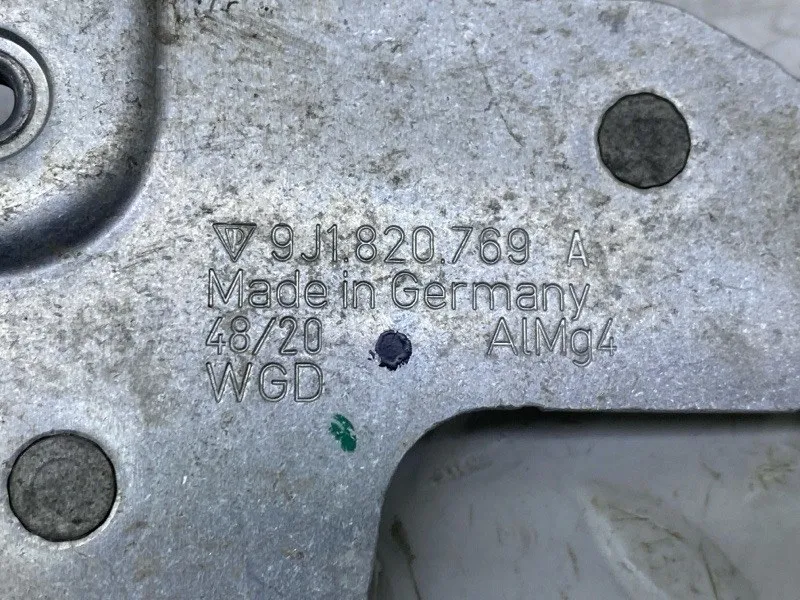 9J1.820.769 A
Made in Germany
48/20 AlMg4
WGD